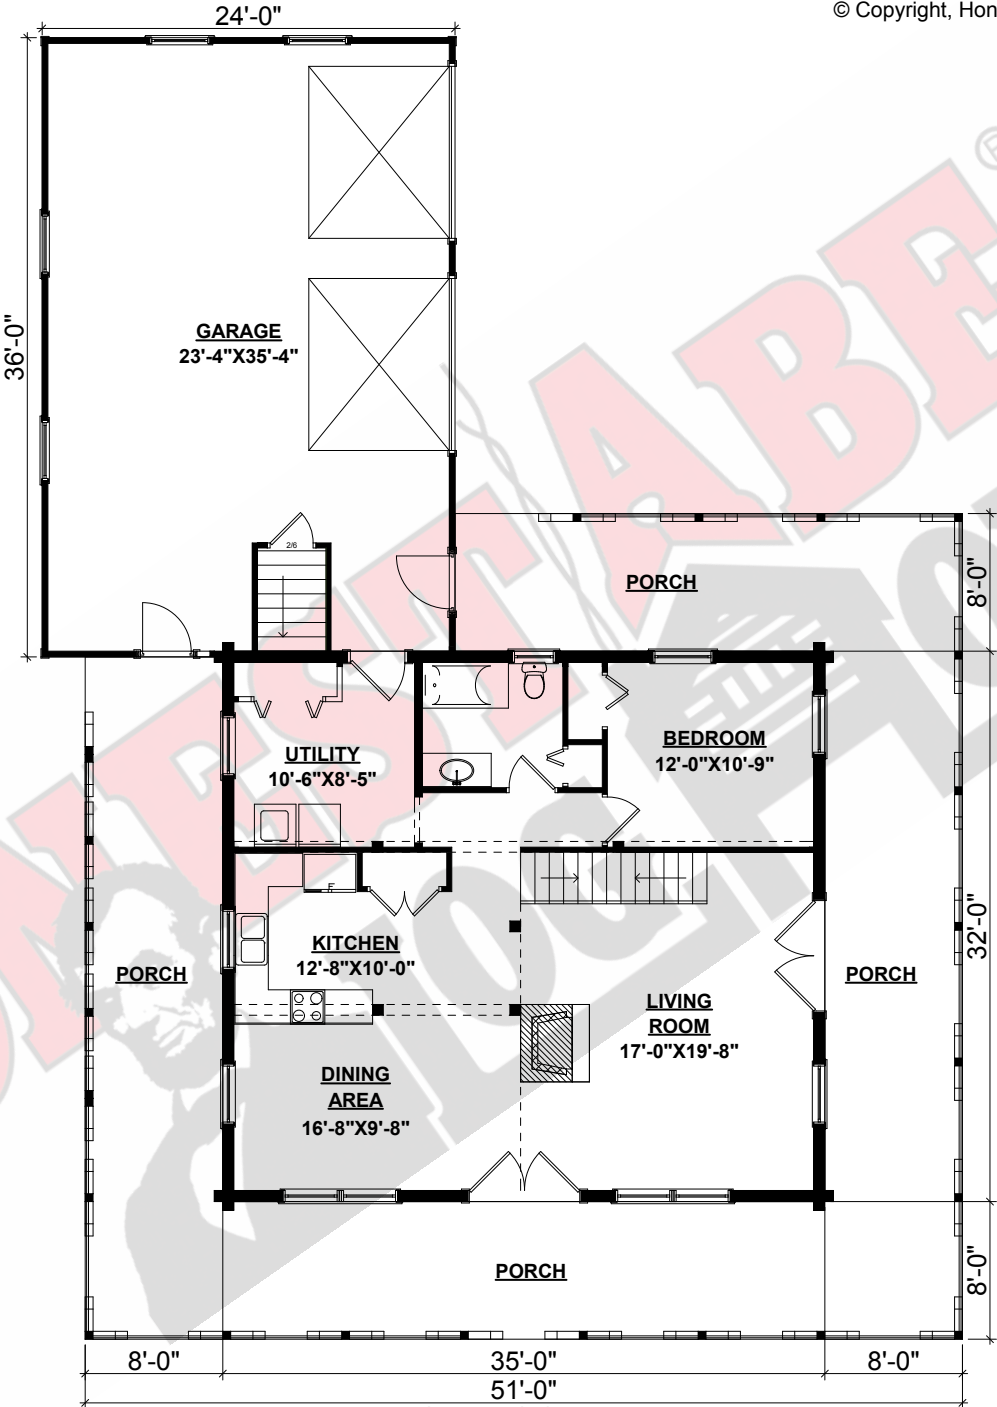 24'-0"
© Copyright, Hon
®
36'-0"
GARAGE
23'-4"X35'-4"
2/6
PORCH
8'-0"
UTILITY
10'-6"X8'-5"
BEDROOM
12'-0"X10'-9"
F
KITCHEN
12'-8"X10'-0"
PORCH
LIVING
ROOM
17'-0"X19'-8"
PORCH
32'-0"
DINING
AREA
16'-8"X9'-8"
PORCH
8'-0"
8'-0"
35'-0"
8'-0"
51'-0"